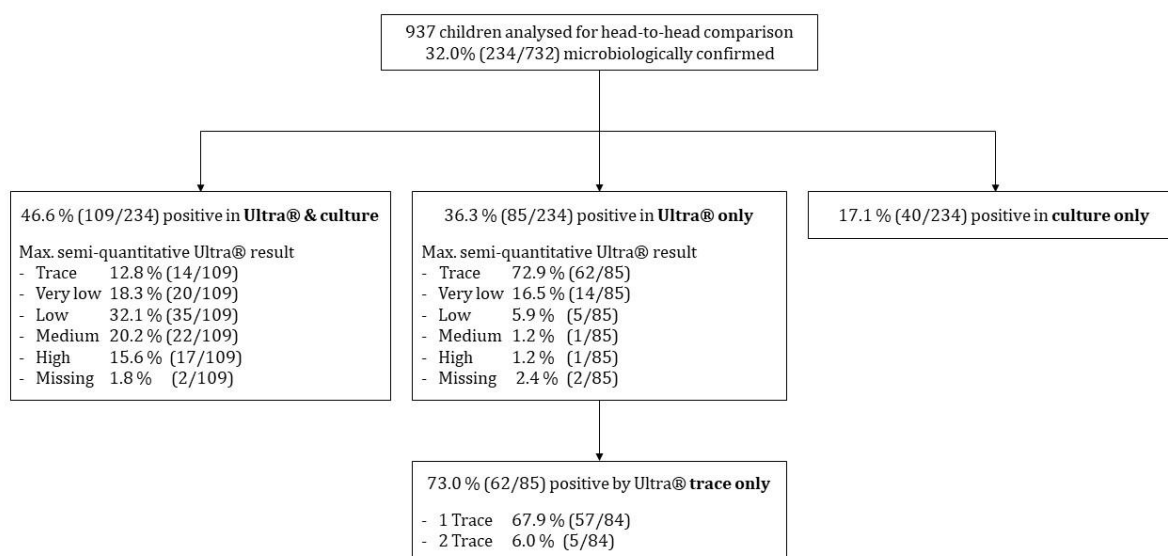 937 children analysed for head-to-head comparison
32.0% (234/732) microbiologically confirmed
46.6 % (109/234) positive in Ultra® & culture
Max. semi-quantitative Ultra® result
- Trace 12.8 % (14/109)
- Very low 18.3 % (20/109)
- Low 32.1 % (35/109)
- Medium 20.2 % (22/109)
- High 15.6 % (17/109)
- Missing 1.8 % (2/109)
36.3 % (85/234) positive in Ultra® only
Max. semi-quantitative Ultra® result
- Trace 72.9 % (62/85)
- Very low 16.5 % (14/85)
- Low 5.9 % (5/85)
- Medium 1.2 % (1/85)
- High 1.2 % (1/85)
- Missing 2.4 % (2/85)
17.1 % (40/234) positive in culture only
73.0 % (62/85) positive by Ultra® trace only
- 1 Trace 67.9 % (57/84)
- 2 Trace 6.0 % (5/84)